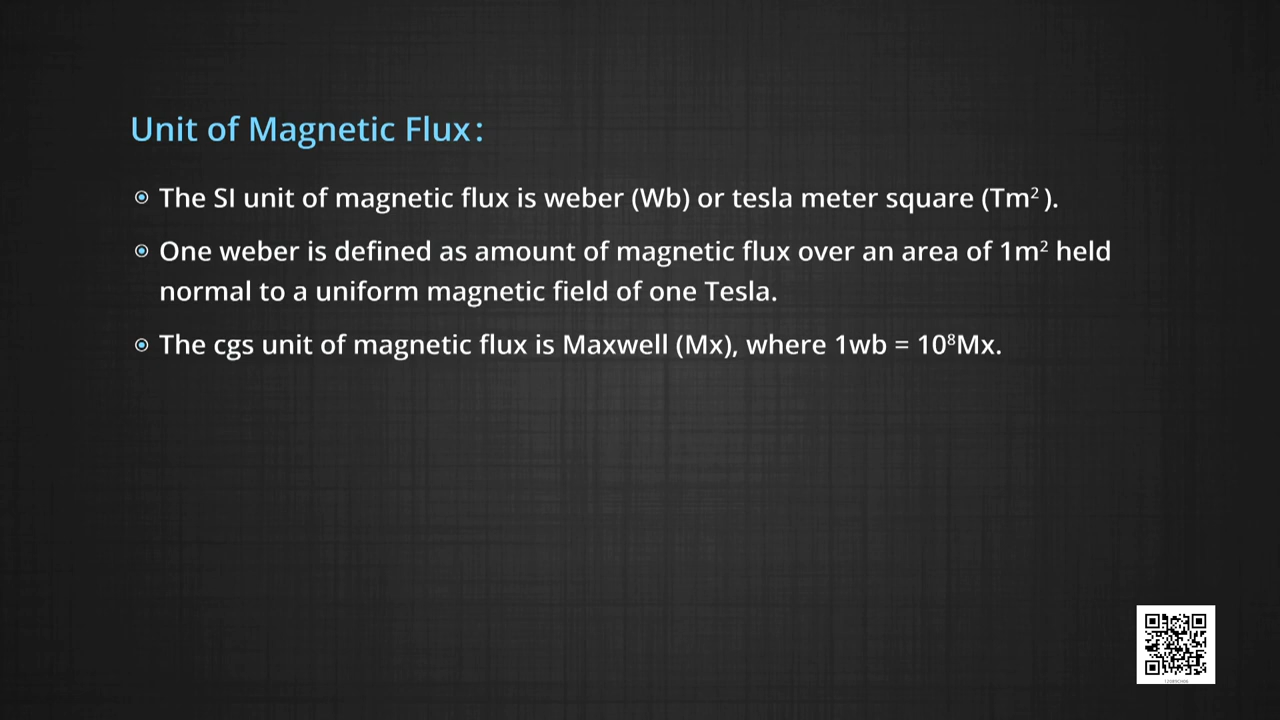 Unit of Magnetic Flux:
The SI unit of magnetic flux is weber (Wb) or tesla meter square (Tm²).
One weber is defined as amount of magnetic flux over an area of 1m² held
normal to a uniform magnetic field of one Tesla.
The cgs unit of magnetic flux is Maxwell (Mx), where 1wb = 10⁸Mx.